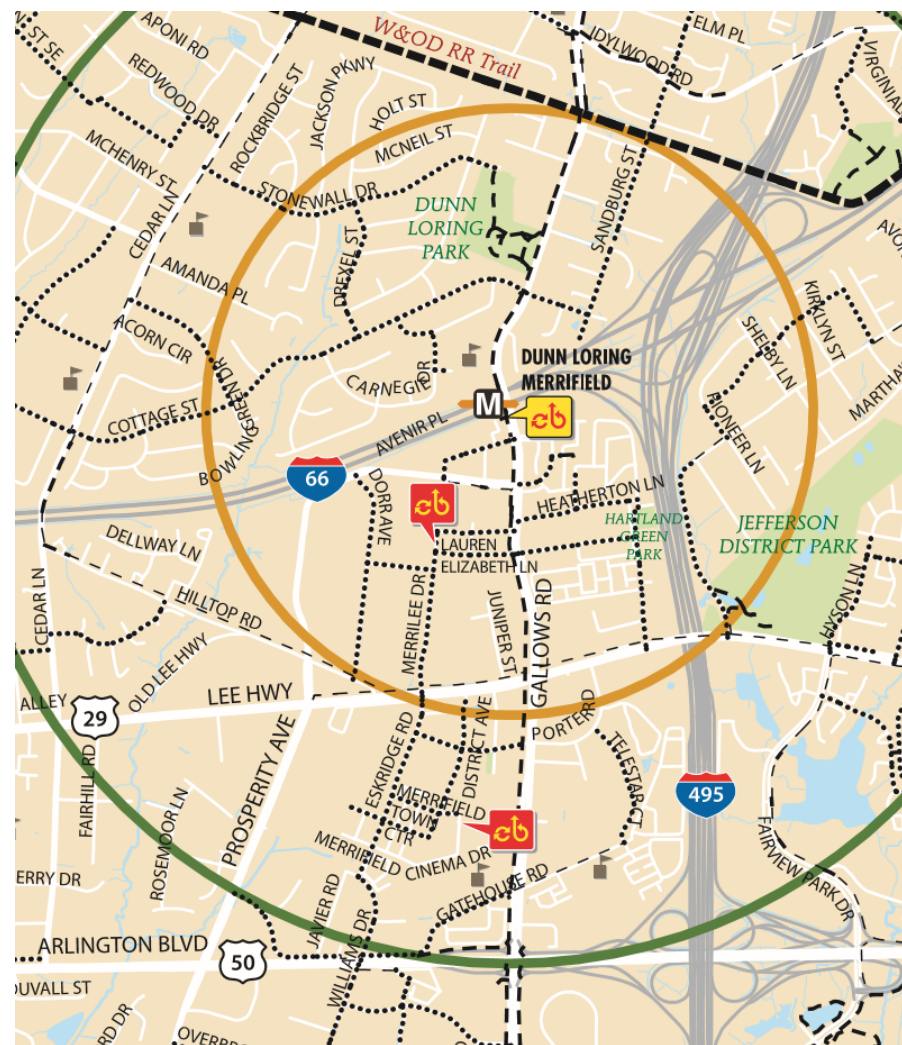 W&OD RR Trail
ELM PL
IDYLWOOD RD
VIRGINIA
N ST SE
APONI RD
REDWOOD DR
ROCKBRIDGE ST
JACKSON PKWY
HOLT ST
MCNEIL ST
MCHENRY ST
CEDAR LN
STONEWALL DR
DUNN
LORING
PARK
SANDBURG ST
DREXEL ST
AMANDA PL
ACORN CIR
BOWLING GREEN DR
COTTAGE ST
CARNEGIE DR
DUNN LORING
MERRIFIELD
M
cb
AVENIR PL
KIRKLYN ST
SHELBY LN
PIONEER LN
MARTHA
66
DORR AVE
cb
HEATHERTON LN
HARTLAND
GREEN
PARK
JEFFERSON
DISTRICT PARK
LAUREN
ELIZABETH LN
DELLWAY LN
HILLTOP RD
CEDAR LN
OLD LEE HWY
MERRILEE DR
JUNIPER ST
GALLOWS RD
HYSON LN
ALLEY
29
LEE HWY
PROSPERITY AVE
FAIRHILL RD
ESKRIDGE RD
DISTRICT AVE
PORTER RD
TELESTAR CT
495
MERRIFIELD
TOWN
CTR
cb
MERRIFIELD CINEMA DR
ROSEMOOR LN
FAIRVIEW PARK DR
ERRY DR
JAVIER RD
GATEHOUSE RD
WILLIAMS DR
ARLINGTON BLVD
50
DUVALL ST
RD DR
OVERBR